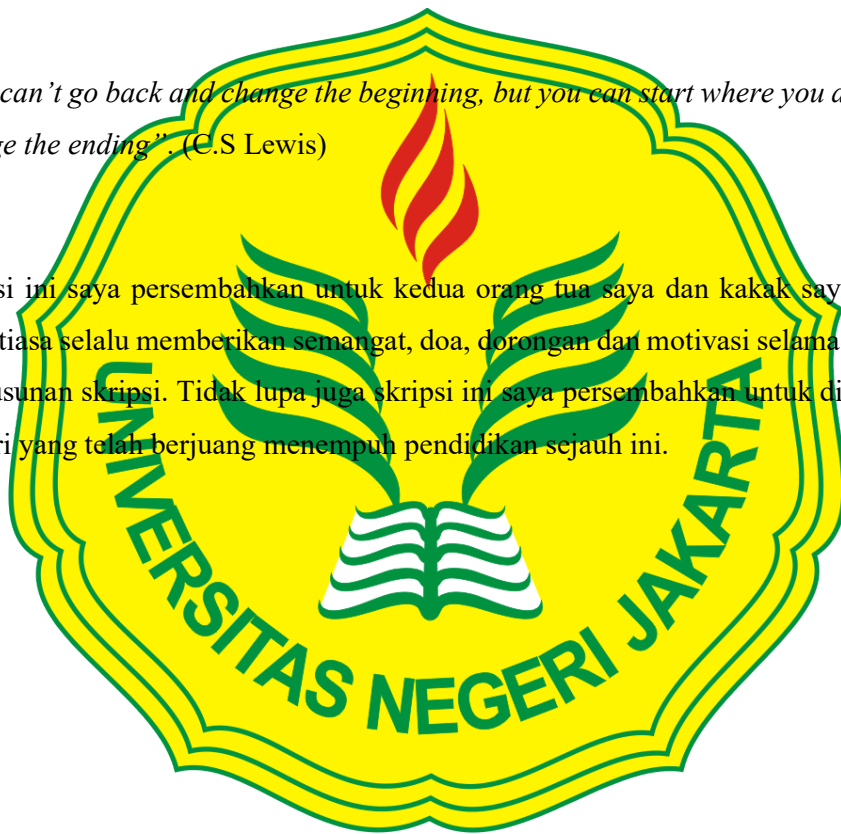 can’t go back and change the beginning, but you can start where you a
ge the ending”. (C.S Lewis)
si ini saya persembahkan untuk kedua orang tua saya dan kakak say
tiasa selalu memberikan semangat, doa, dorongan dan motivasi selama
usunan skripsi. Tidak lupa juga skripsi ini saya persembahkan untuk di
ri yang telah berjuang menempuh pendidikan sejauh ini.
UNIVERSITAS NEGERI JAKARTA